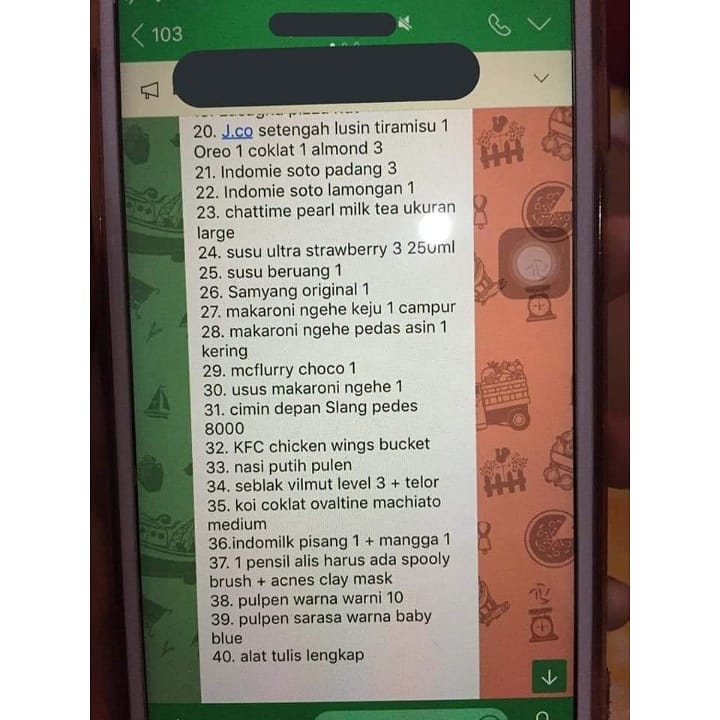 103
20. J.co setengah lusin tiramisu 1
Oreo 1 coklat 1 almond 3
21. Indomie soto padang 3
22. Indomie soto lamongan 1
23. chattime pearl milk tea ukuran
large
24. susu ultra strawberry 3 250ml
25. susu beruang 1
26. Samyang original 1
27. makaroni ngehe keju 1 campur
28. makaroni ngehe pedas asin 1
kering
29. mcflurry choco 1
30. usus makaroni ngehe 1
31. cimin depan Slang pedes
8000
32. KFC chicken wings bucket
33. nasi putih pulen
34. seblak vilmut level 3 + telor
35. koi coklat ovaltine machiato
medium
36.indomilk pisang 1 + mangga 1
37. 1 pensil alis harus ada spooly
brush + acnes clay mask
38. pulpen warna warni 10
39. pulpen sarasa warna baby
blue
40. alat tulis lengkap